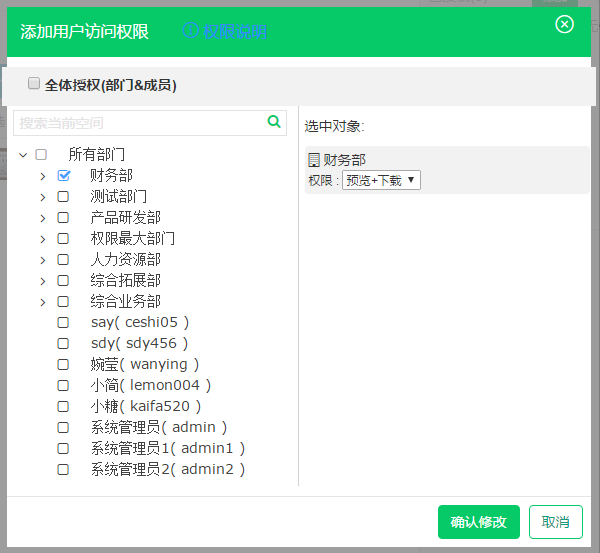 添加用户访问权限 权限说明
全体授权(部门&成员)
搜索当前空间
所有部门
财务部
测试部门
产品研发部
权限最大部门
人力资源部
综合拓展部
综合业务部
say( ceshi05 )
sdy( sdy456 )
婉莹( wanying )
小简( lemon004 )
小糖( kaifa520 )
系统管理员( admin )
系统管理员1( admin1 )
系统管理员2( admin2 )
选中对象:
财务部
权限 : 预览+下载
确认修改 取消